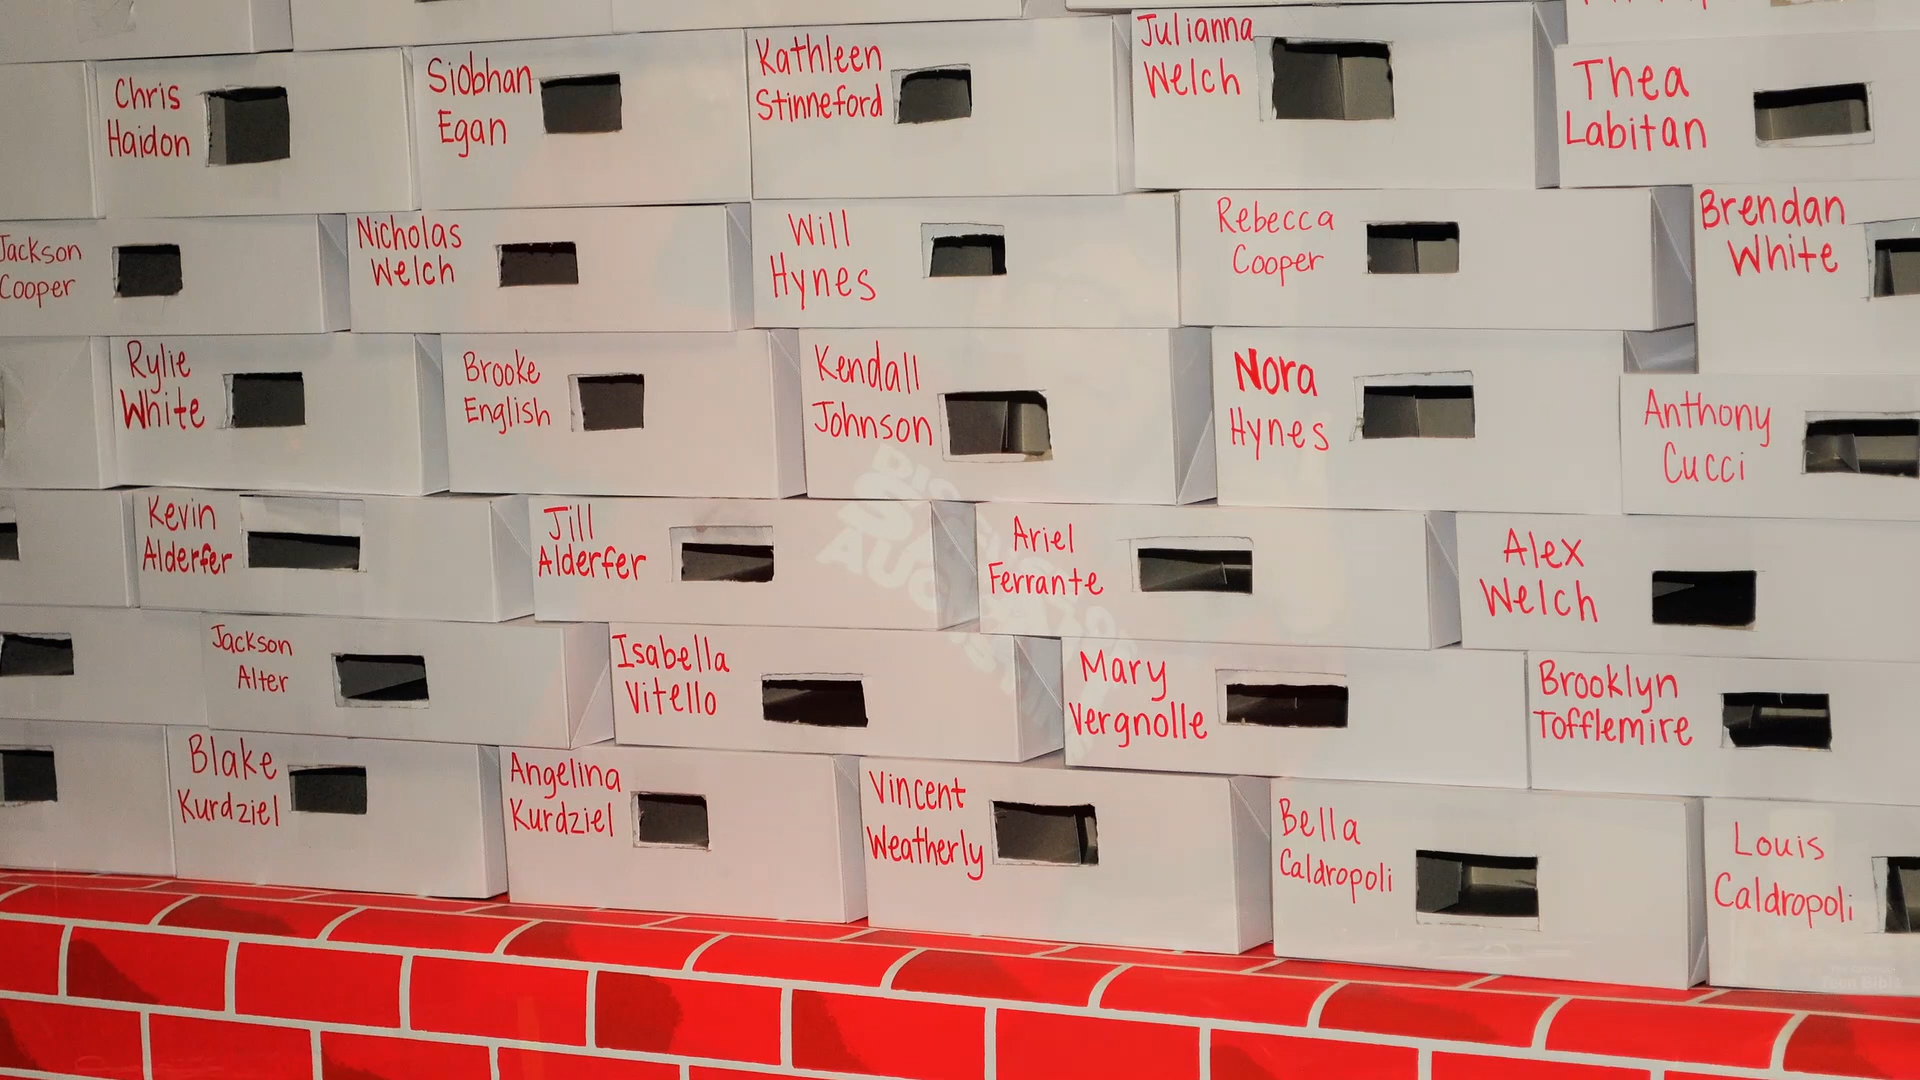 Chris
Haidon
Siobhan
Egan
Kathleen
Stinneford
Julianna
Welch
Thea
Labitan
Jackson
Cooper
Nicholas
Welch
Will
Hynes
Rebecca
Cooper
Brendan
White
Rylie
White
Brooke
English
Kendall
Johnson
Nora
Hynes
Anthony
Cucci
Kevin
Alderfer
Jill
Alderfer
Ariel
Ferrante
Alex
Welch
Jackson
Alter
Isabella
Vitello
Mary
Vergnolle
Brooklyn
Tofflemire
Blake
Kurdziel
Angelina
Kurdziel
Vincent
Weatherly
Bella
Caldropoli
Louis
Caldropoli